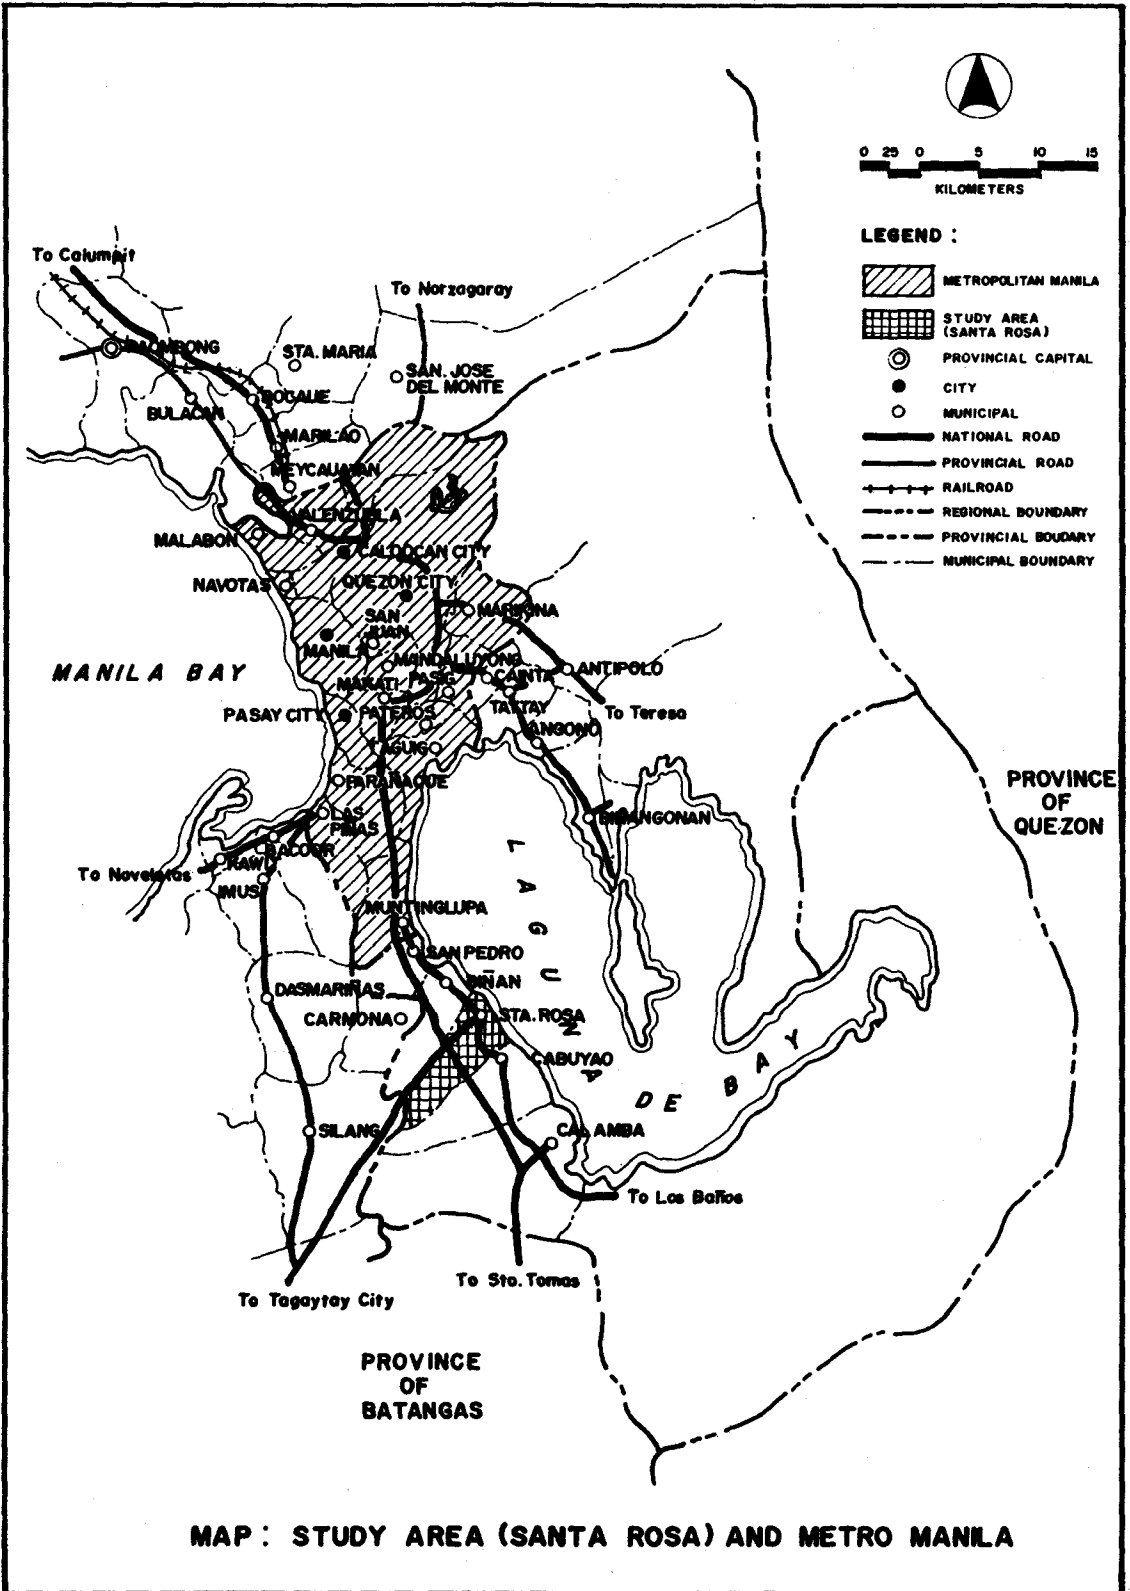 0 25 0 5 10 15
KILOMETERS
LEGEND :
METROPOLITAN MANILA
STUDY AREA
(SANTA ROSA)
PROVINCIAL CAPITAL
CITY
MUNICIPAL
NATIONAL ROAD
PROVINCIAL ROAD
RAILROAD
REGIONAL BOUNDARY
PROVINCIAL BOUDARY
MUNICIPAL BOUNDARY
To Calumpit
To Norzagaray
STA. MARIA
SAN. JOSE
DEL MONTE
BULACAN
BOCAUE
MARILAO
MEYCAUAYAN
VALENZUELA
MALABON
CALOOCAN CITY
NAVOTAS
QUEZON CITY
SAN
JUAN
MANILA
MANDALUYONG
MANILA BAY
MAKATI
PASIG
CAINTA
ANTIPOLO
TAYTAY
To Teresa
PASAY CITY
PATEROS
ANGONO
TAGUIG
PARAÑAQUE
LAS
PIÑAS
BINANGONAN
PROVINCE
OF
QUEZON
BACOOR
KAWIT
To Noveletas
IMUS
LAGUNA
DE BAY
MUNTINGLUPA
SAN PEDRO
BIÑAN
DASMARIÑAS
CARMONA
STA. ROSA
CABUYAO
SILANG
CALAMBA
To Los Baños
To Sto. Tomas
To Tagaytay City
PROVINCE
OF
BATANGAS
MAP : STUDY AREA (SANTA ROSA) AND METRO MANILA